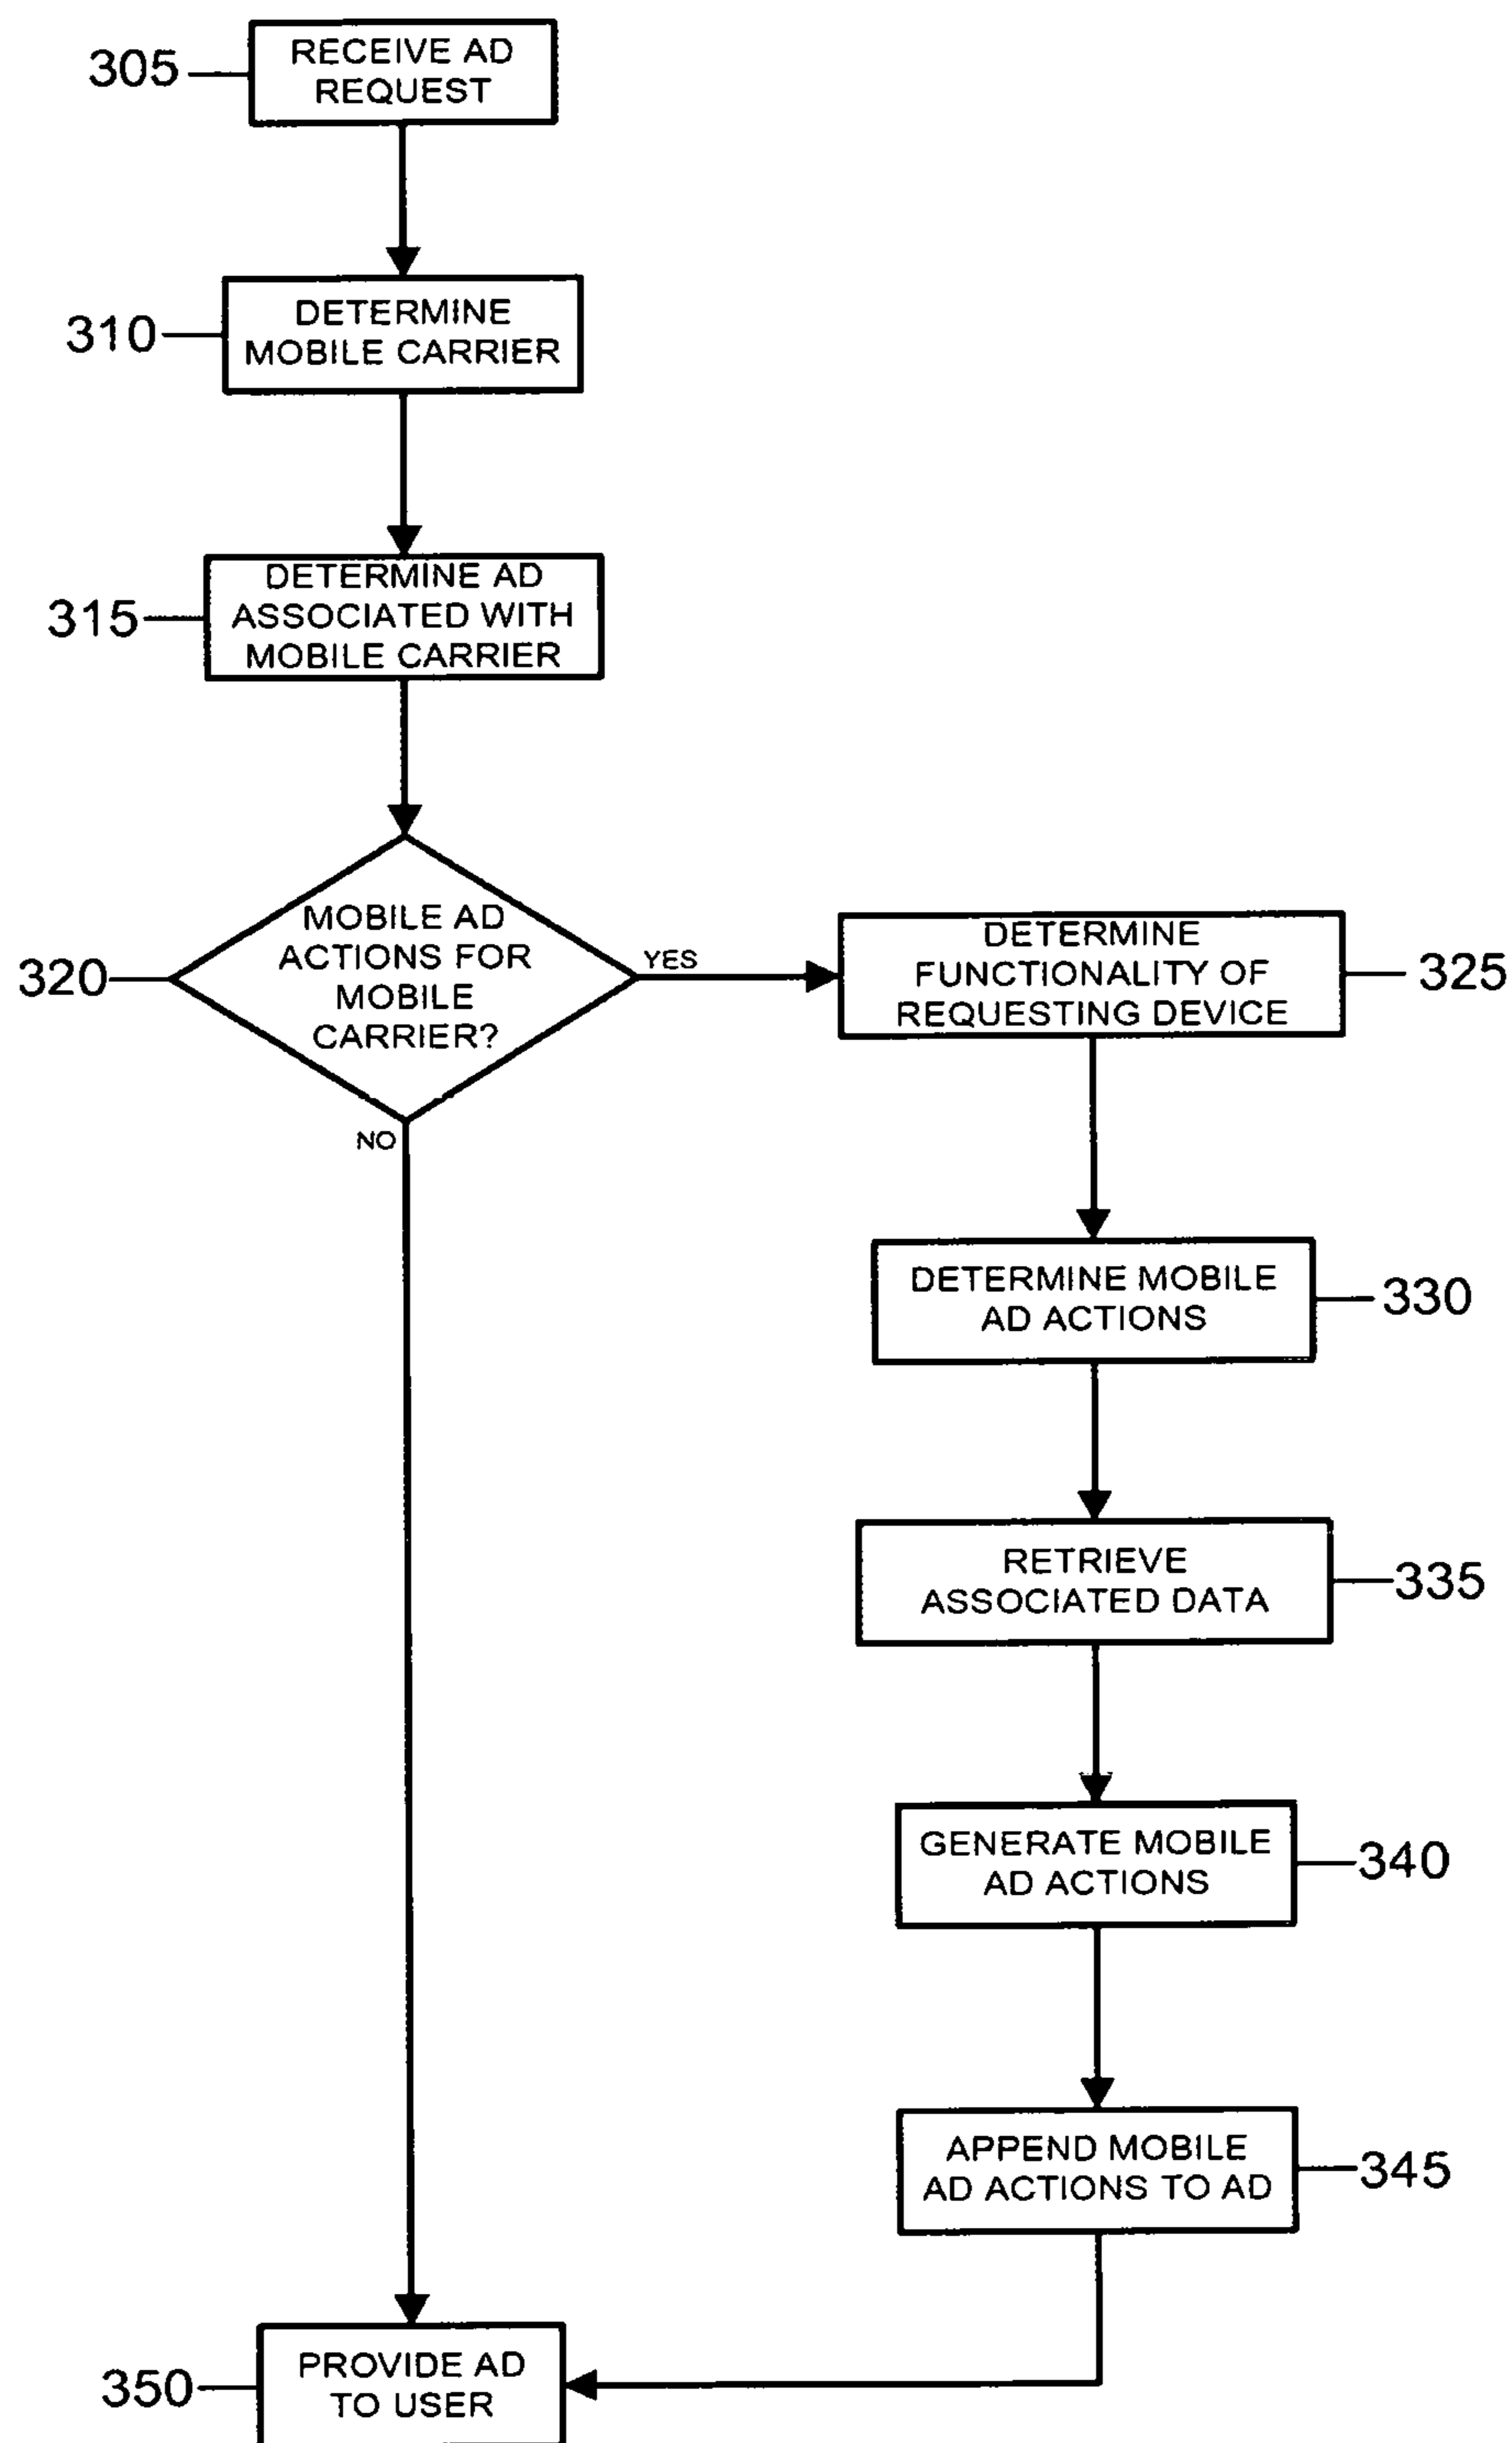 305
RECEIVE AD
REQUEST
310
DETERMINE
MOBILE CARRIER
315
DETERMINE AD
ASSOCIATED WITH
MOBILE CARRIER
320
MOBILE AD
ACTIONS FOR
MOBILE
CARRIER?
YES
NO
DETERMINE
FUNCTIONALITY OF
REQUESTING DEVICE
325
DETERMINE MOBILE
AD ACTIONS
330
RETRIEVE
ASSOCIATED DATA
335
GENERATE MOBILE
AD ACTIONS
340
APPEND MOBILE
AD ACTIONS TO AD
345
350
PROVIDE AD
TO USER